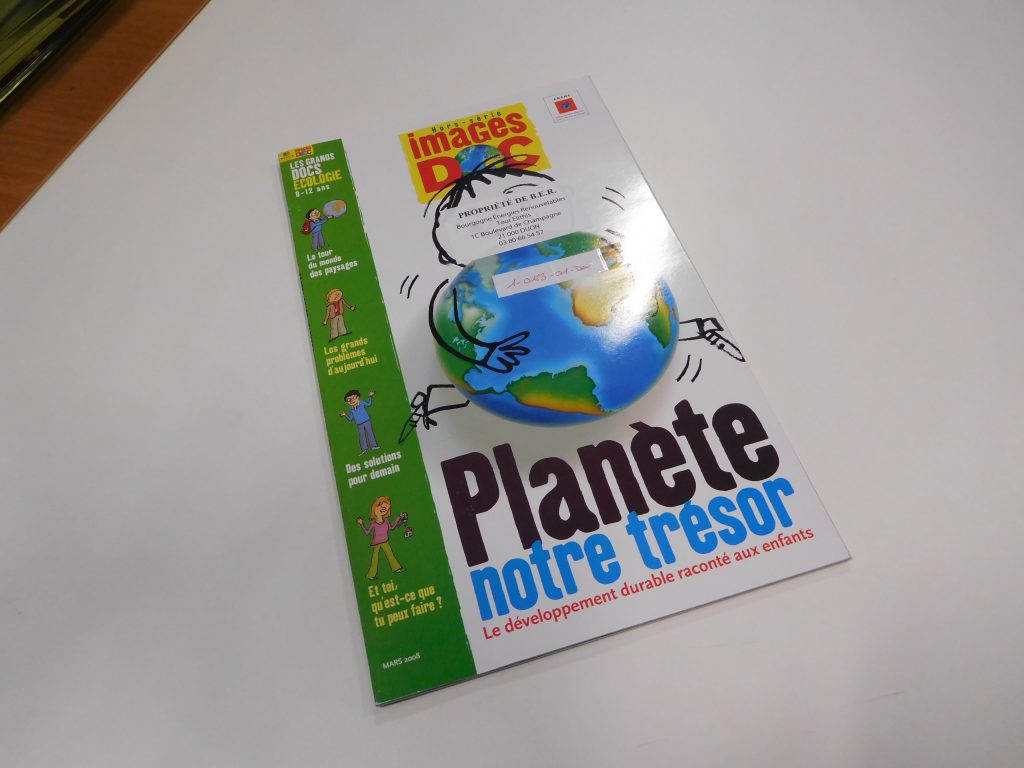 Hors-série
images
DOC
PROPRIÉTÉ DE B.E.R.
Bourgogne Énergies Renouvelables
Tour Elithis
1C Boulevard de Champagne
21 000 DIJON
03 80 66 54 57
LES GRANDS
DOCS
ECOLOGIE
8-12 ans
Le tour
du monde
des paysages
Les grands
problèmes
d'aujourd'hui
Des solutions
pour demain
Et toi,
qu'est-ce que
tu peux faire ?
MARS 2008
Planète
notre trésor
Le développement durable raconté aux enfants